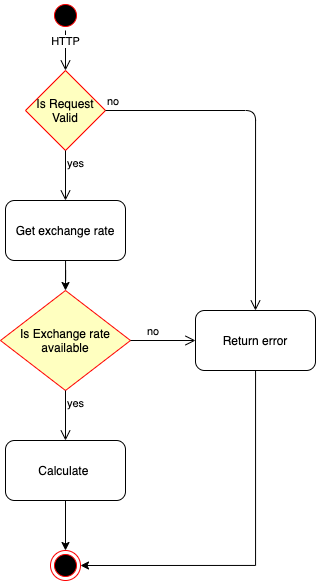 HTTP
Is Request
Valid
no
yes
Get exchange rate
Is Exchange rate
available
no
Return error
yes
Calculate